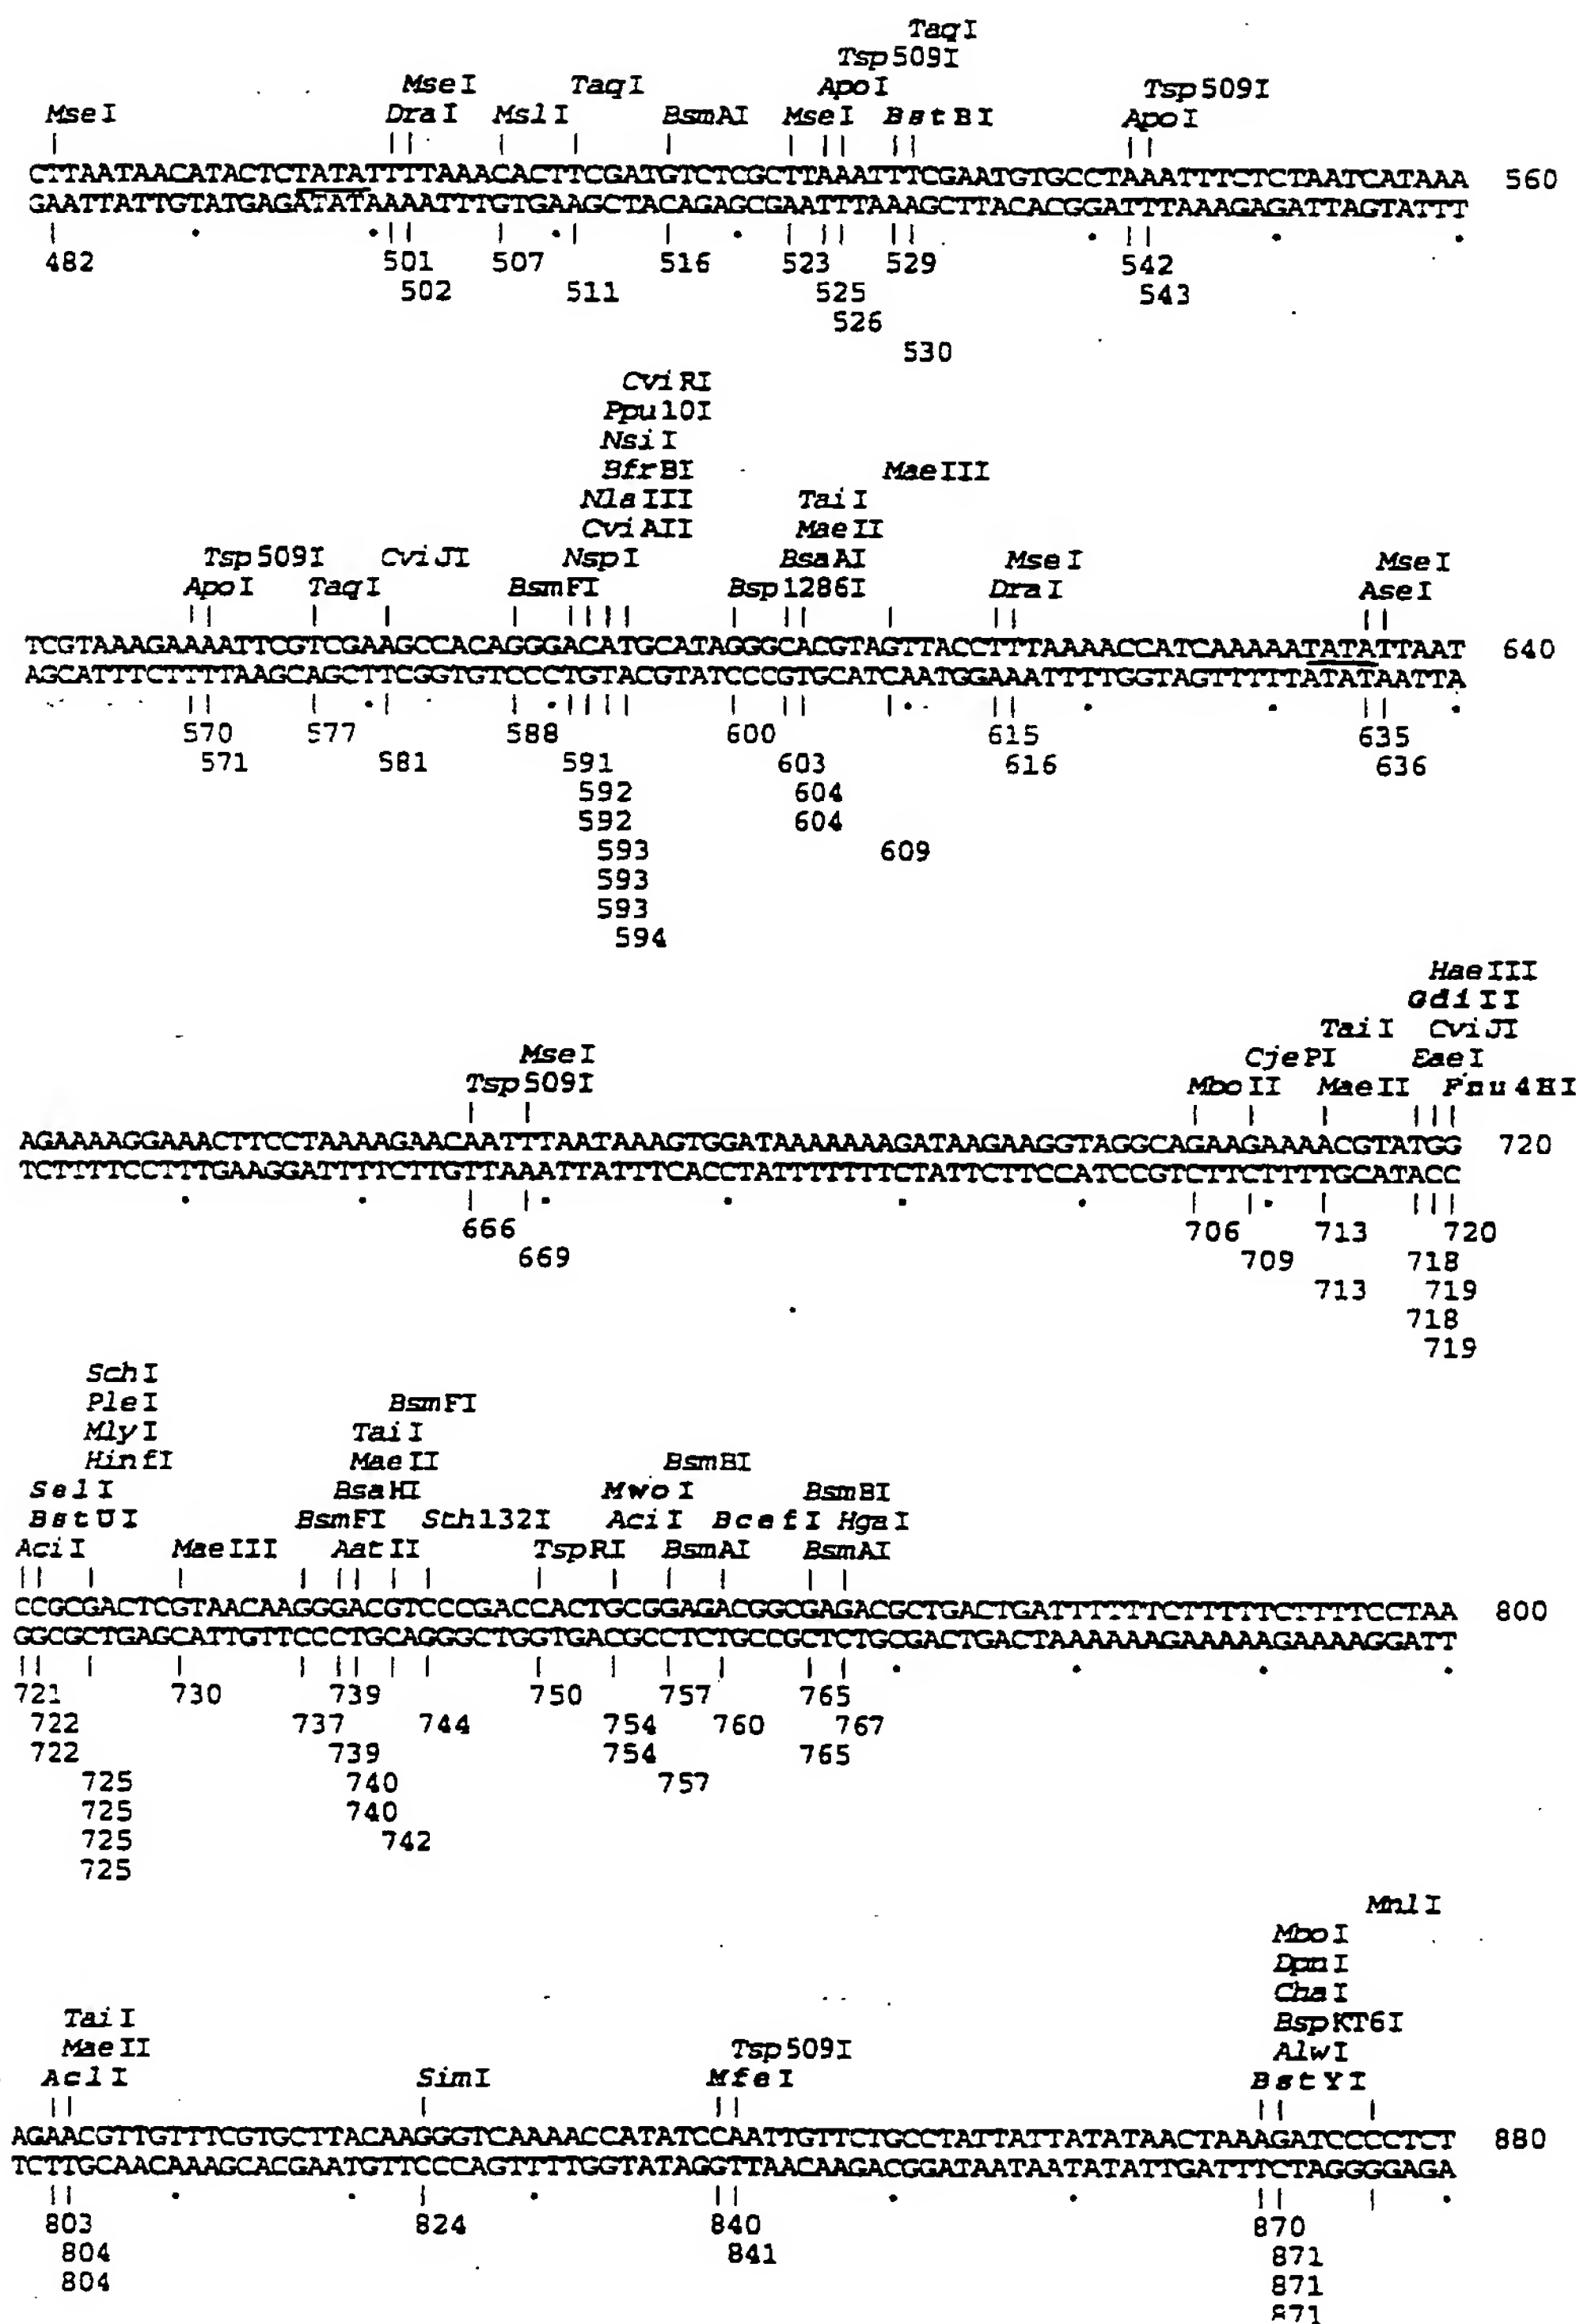 TaqI
Tsp509I
MseI TaqI ApoI Tsp509I
MseI DraI MslI BsmAI MseI BstBI ApoI
CTTAATAACATACTCTATATTTTAAACACTTCGATGTCTCGCTTAAATTTCGAATGTGCCTAAATTTCTCTAATCATAAA 560
GAATTATTGTATGAGATATAAAATTTGTGAAGCTACAGAGCGAATTTAAAGCTTACACGGATTTAAAGAGATTAGTATTT
482 501 507 516 523 529 542
502 511 525 543
526
530
CviRI
Ppu10I
NsiI
BfrBI MaeIII
NlaIII TaiI
CviAII MaeII
Tsp509I CviJI NspI BsaAI MseI MseI
ApoI TaqI BsmFI Bsp1286I DraI AseI
TCGTAAAGAAAATTCGTCGAAGCCACAGGGACATGCATAGGGCACGTAGTTACCTTTAAAACCATCAAAAATATATTAAT 640
AGCATTTCTTTTAAGCAGCTTCGGTGTCCCTGTACGTATCCCGTGCATCAATGGAAATTTTGGTAGTTTTTATATAATTA
570 577 588 600 615 635
571 581 591 603 616 636
592 604
592 604
593 609
593
593
594
HaeIII
GdiII
TaiI CviJI
MseI CjePI EaeI
Tsp509I MboII MaeII Fnu4HI
AGAAAAGGAAACTTCCTAAAAGAACAATTTAATAAAGTGGATAAAAAAAGATAAGAAGGTAGGCAGAAGAAAACGTATGG 720
TCTTTTCCTTTGAAGGATTTTCTTGTTAAATTATTTCACCTATTTTTTTCTATTCTTCCATCCGTCTTCTTTTGCATACC
666 706 713 720
669 709 718
713 719
718
719
SchI
PleI BsmFI
MlyI TaiI
HinfI MaeII BsmBI
SelI BsaHI MwoI BsmBI
BstUI BsmFI Sth132I AciI BcefI HgaI
AciI MaeIII AatII TspRI BsmAI BsmAI
CCGCGACTCGTAACAAGGGACGTCCCGACCACTGCGGAGACGGCGAGACGCTGACTGATTTTTTCTTTTTCTTTTCCTAA 800
GGCGCTGAGCATTGTTCCCTGCAGGGCTGGTGACGCCTCTGCCGCTCTGCGACTGACTAAAAAAGAAAAAGAAAAGGATT
721 730 739 750 757 765
722 737 744 754 760 767
722 739 754 765
725 740 757
725 740
725 742
725
MnlI
MboI
DpnI
ChaI
TaiI BspKT6I
MaeII Tsp509I AlwI
AclI SimI MfeI BstYI
AGAACGTTGTTTCGTGCTTACAAGGGTCAAAACCATATCCAATTGTTCTGCCTATTATTATATAACTAAAGATCCCCTCT 880
TCTTGCAACAAAGCACGAATGTTCCCAGTTTTGGTATAGGTTAACAAGACGGATAATAATATATTGATTTCTAGGGGAGA
803 824 840 870
804 841 871
804 871
871